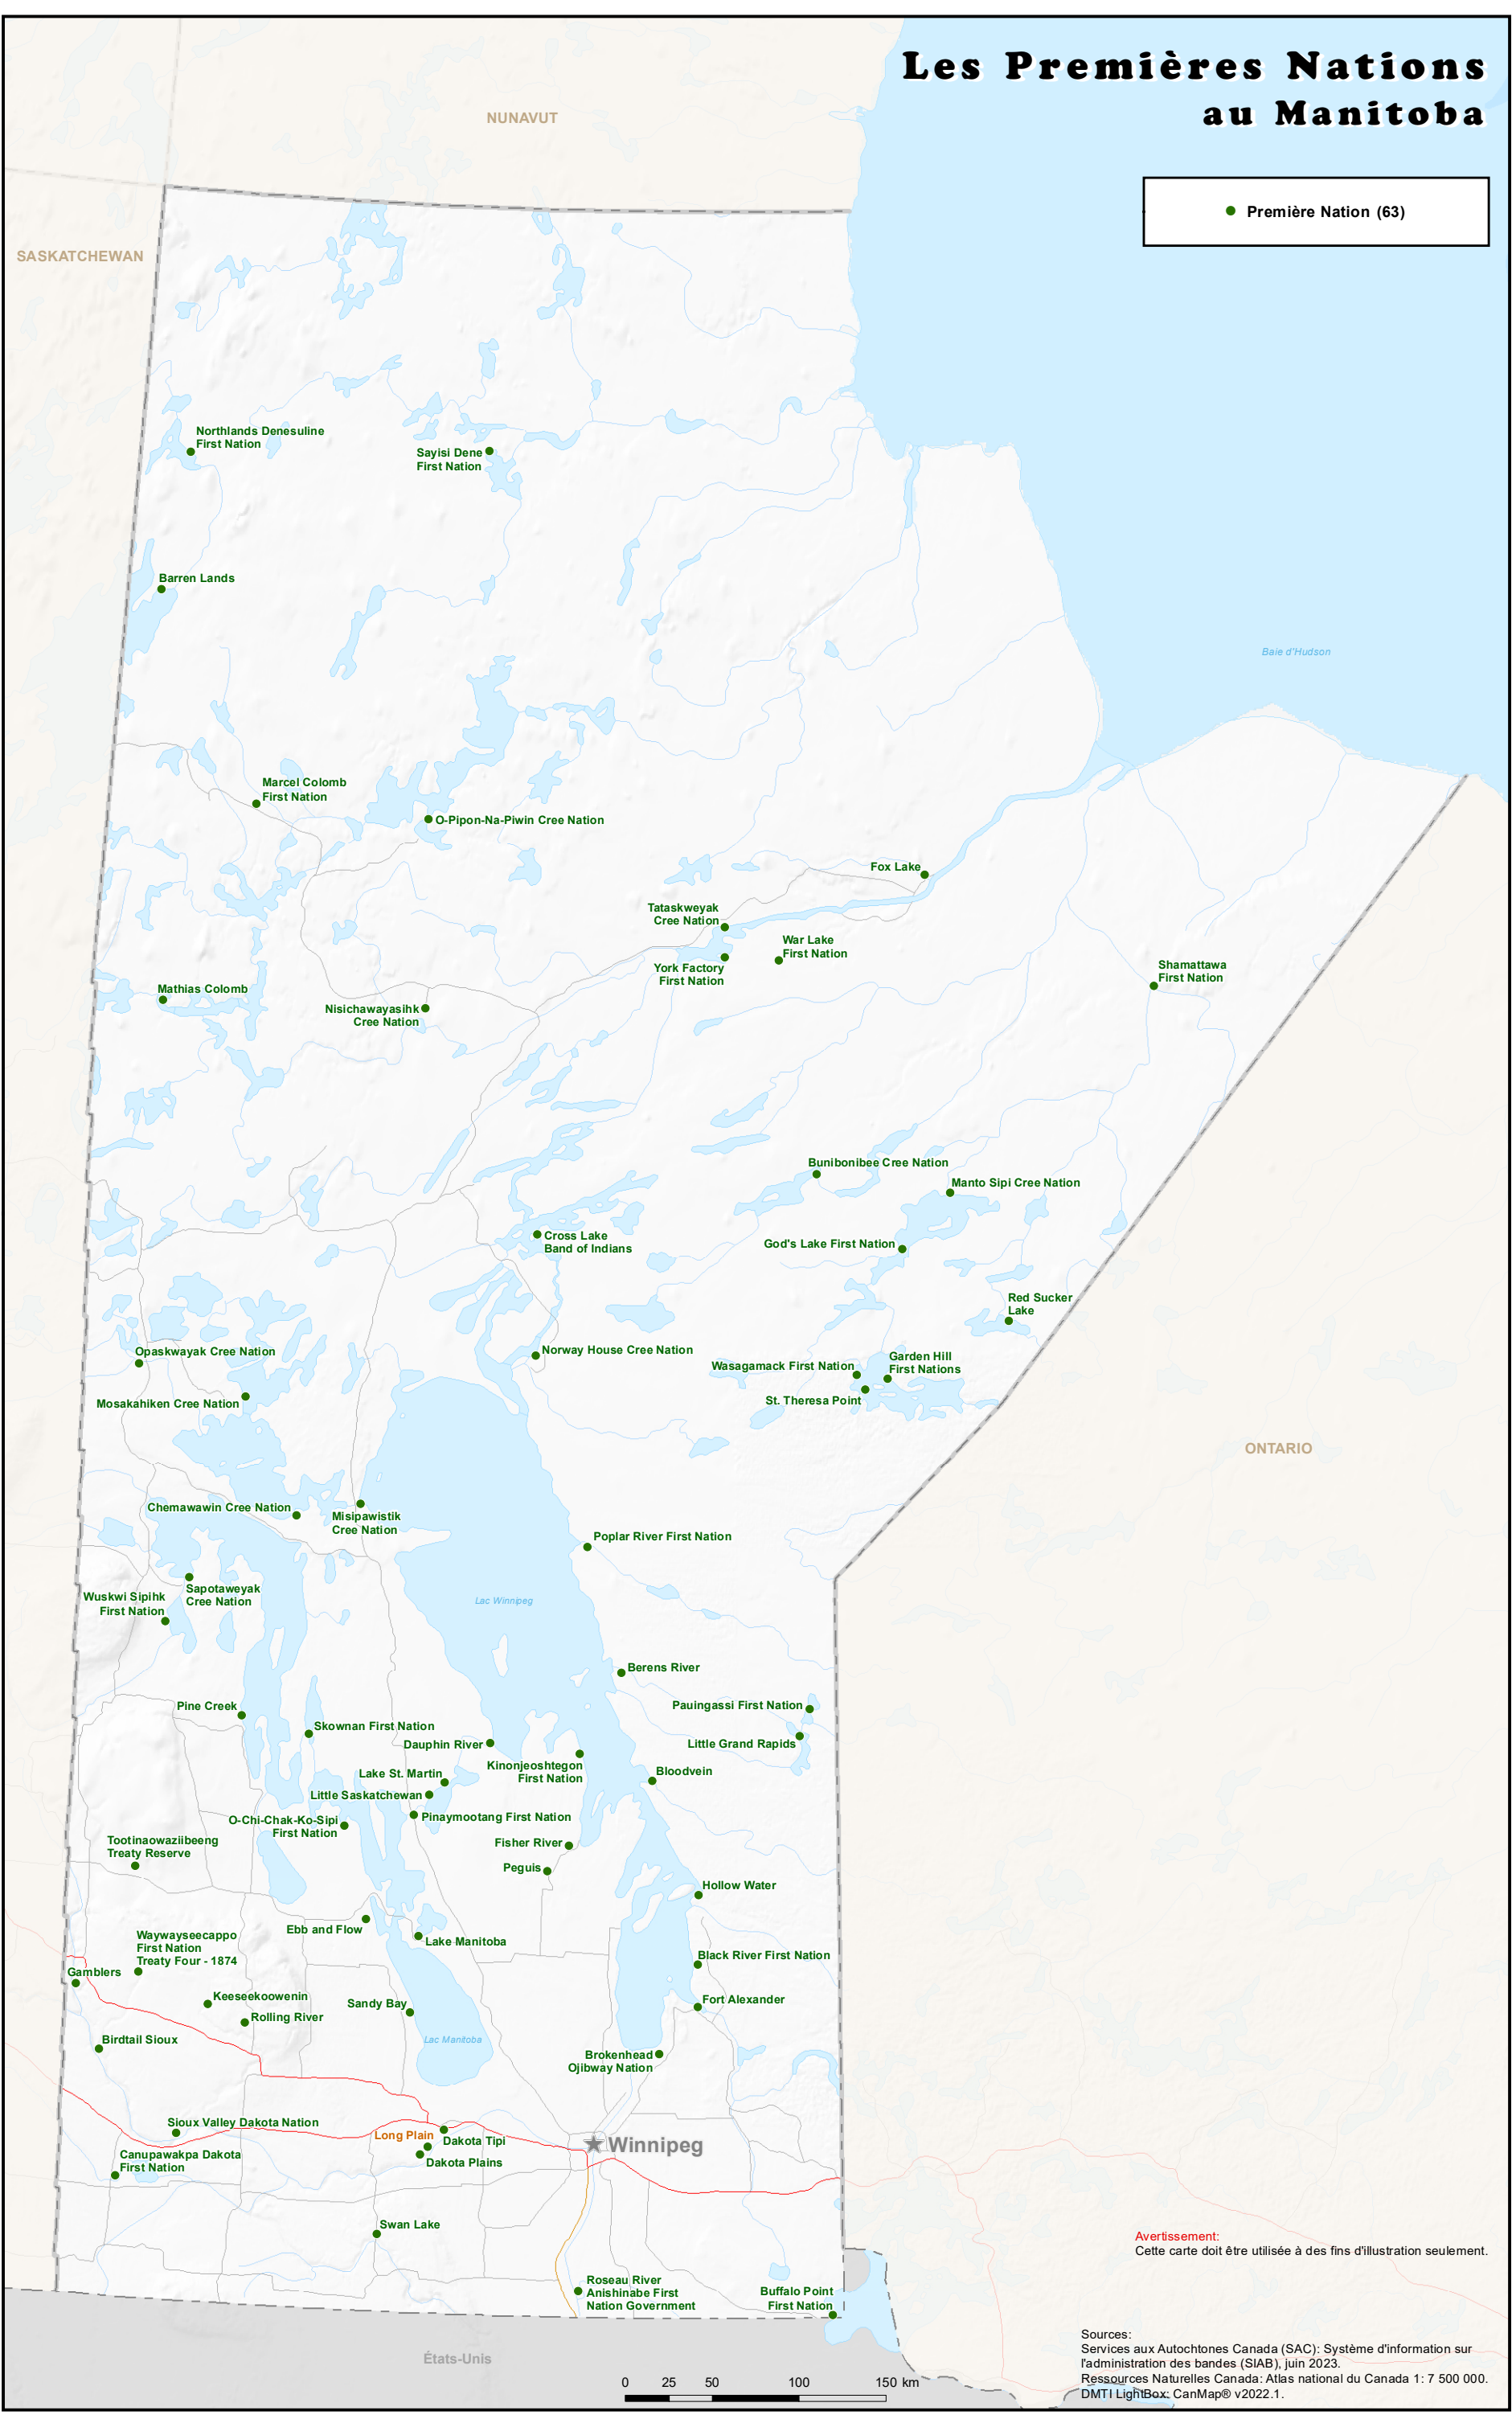 Les Premières Nations
au Manitoba
Première Nation (63)
NUNAVUT
SASKATCHEWAN
Northlands Denesuline
First Nation
Sayisi Dene
First Nation
Barren Lands
Baie d'Hudson
Marcel Colomb
First Nation
O-Pipon-Na-Piwin Cree Nation
Fox Lake
Tataskweyak
Cree Nation
War Lake
First Nation
York Factory
First Nation
Shamattawa
First Nation
Mathias Colomb
Nisichawayasihk
Cree Nation
Bunibonibee Cree Nation
Manto Sipi Cree Nation
Cross Lake
Band of Indians
God's Lake First Nation
Red Sucker
Lake
Opaskwayak Cree Nation
Norway House Cree Nation
Wasagamack First Nation
Garden Hill
First Nations
Mosakahiken Cree Nation
St. Theresa Point
ONTARIO
Chemawawin Cree Nation
Misipawistik
Cree Nation
Poplar River First Nation
Sapotaweyak
Cree Nation
Wuskwi Sipihk
First Nation
Lac Winnipeg
Berens River
Pine Creek
Pauingassi First Nation
Skownan First Nation
Dauphin River
Little Grand Rapids
Kinonjeoshtegon
First Nation
Lake St. Martin
Bloodvein
Little Saskatchewan
O-Chi-Chak-Ko-Sipi
First Nation
Pinaymootang First Nation
Tootinaowaziibeeng
Treaty Reserve
Fisher River
Peguis
Hollow Water
Ebb and Flow
Lake Manitoba
Waywayseecappo
First Nation
Treaty Four - 1874
Black River First Nation
Gamblers
Keeseekoowenin
Sandy Bay
Fort Alexander
Rolling River
Birdtail Sioux
Lac Manitoba
Brokenhead
Ojibway Nation
Sioux Valley Dakota Nation
Long Plain
Dakota Tipi
Winnipeg
Canupawakpa Dakota
First Nation
Dakota Plains
Swan Lake
Roseau River
Anishinabe First
Nation Government
Buffalo Point
First Nation
États-Unis
0 25 50 100 150 km
Avertissement:
Cette carte doit être utilisée à des fins d'illustration seulement.
Sources:
Services aux Autochtones Canada (SAC): Système d'information sur
l'administration des bandes (SIAB), juin 2023.
Ressources Naturelles Canada: Atlas national du Canada 1: 7 500 000.
DMTI LightBox: CanMap® v2022.1.